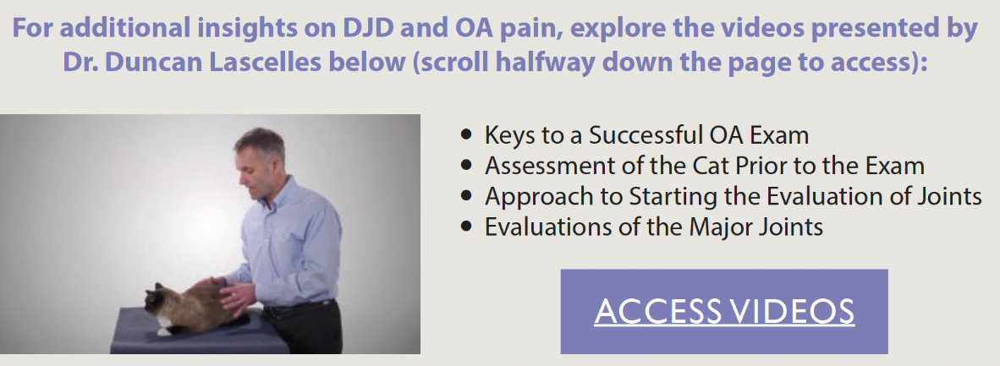 For additional insights on DJD and OA pain, explore the videos presented by
Dr. Duncan Lascelles below (scroll halfway down the page to access):
• Keys to a Successful OA Exam
• Assessment of the Cat Prior to the Exam
• Approach to Starting the Evaluation of Joints
• Evaluations of the Major Joints
ACCESS VIDEOS